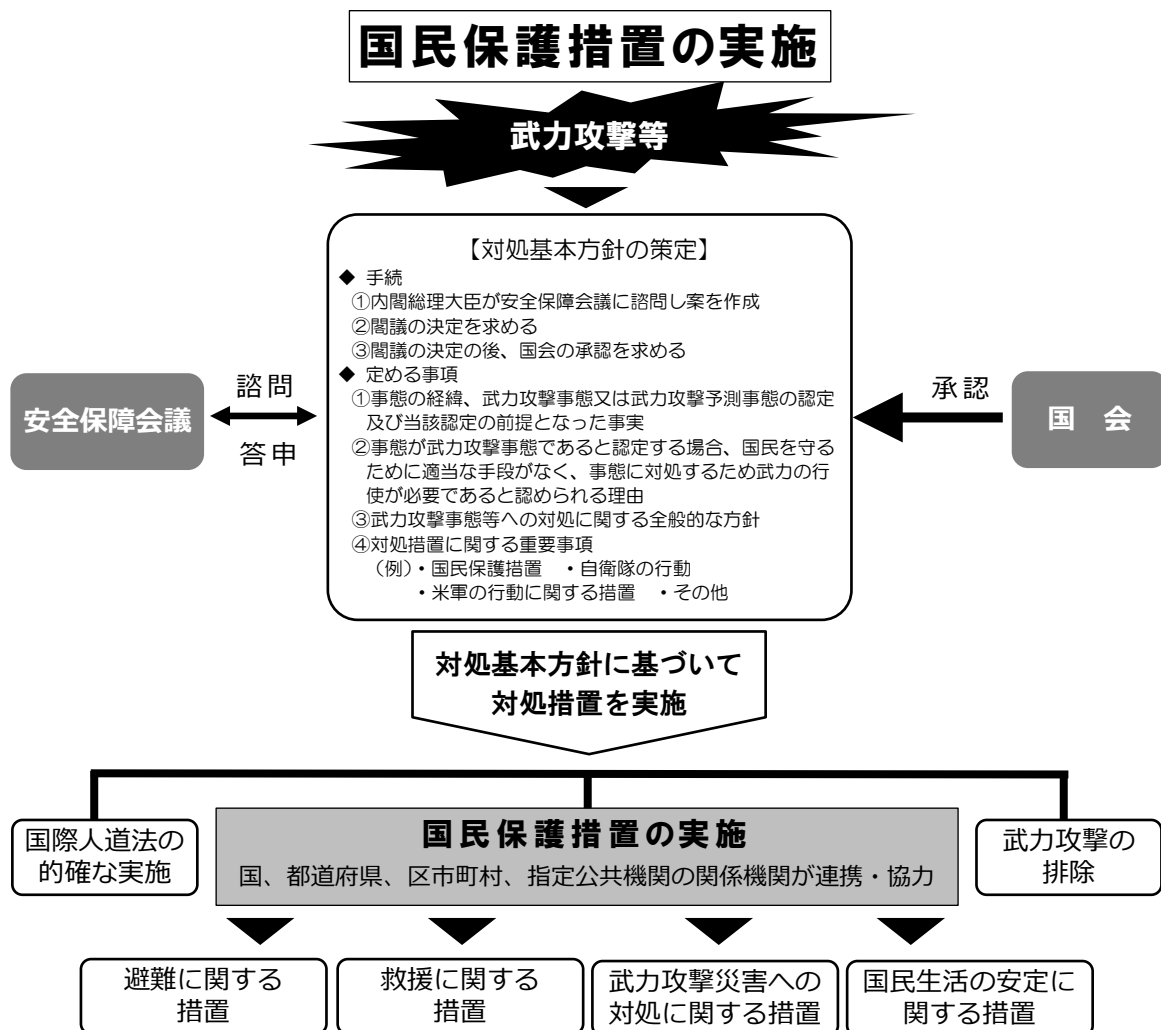 国民保護措置の実施
武力攻撃等
【対処基本方針の策定】
◆ 手続
①内閣総理大臣が安全保障会議に諮問し案を作成
②閣議の決定を求める
③閣議の決定の後、国会の承認を求める
◆ 定める事項
①事態の経緯、武力攻撃事態又は武力攻撃予測事態の認定
及び当該認定の前提となった事実
②事態が武力攻撃事態であると認定する場合、国民を守る
ために適当な手段がなく、事態に対処するため武力の行
使が必要であると認められる理由
③武力攻撃事態等への対処に関する全般的な方針
④対処措置に関する重要事項
（例）・国民保護措置　・自衛隊の行動
・米軍の行動に関する措置　・その他
安全保障会議
諮問
答申
承認
国　会
対処基本方針に基づいて
対処措置を実施
国際人道法の
的確な実施
国民保護措置の実施
国、都道府県、区市町村、指定公共機関の関係機関が連携・協力
武力攻撃の
排除
避難に関する
措置
救援に関する
措置
武力攻撃災害への
対処に関する措置
国民生活の安定に
関する措置